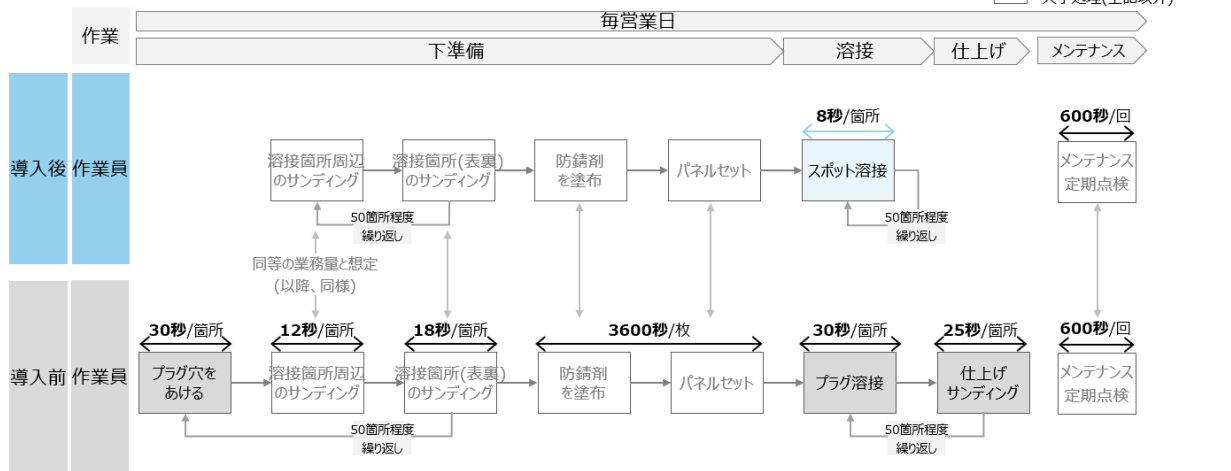 作業
毎営業日
下準備
溶接
仕上げ
メンテナンス
導入後
作業員
溶接箇所周辺
のサンディング
溶接箇所(表裏)
のサンディング
防錆剤
を塗布
パネルセット
8秒/箇所
スポット溶接
600秒/回
メンテナンス
定期点検
50箇所程度
繰り返し
50箇所程度
繰り返し
同等の業務量と想定
(以降、同様)
導入前
作業員
30秒/箇所
12秒/箇所
18秒/箇所
3600秒/枚
30秒/箇所
25秒/箇所
600秒/回
プラグ穴を
あける
溶接箇所周辺
のサンディング
溶接箇所(表裏)
のサンディング
防錆剤
を塗布
パネルセット
プラグ溶接
仕上げ
サンディング
メンテナンス
定期点検
50箇所程度
繰り返し
50箇所程度
繰り返し